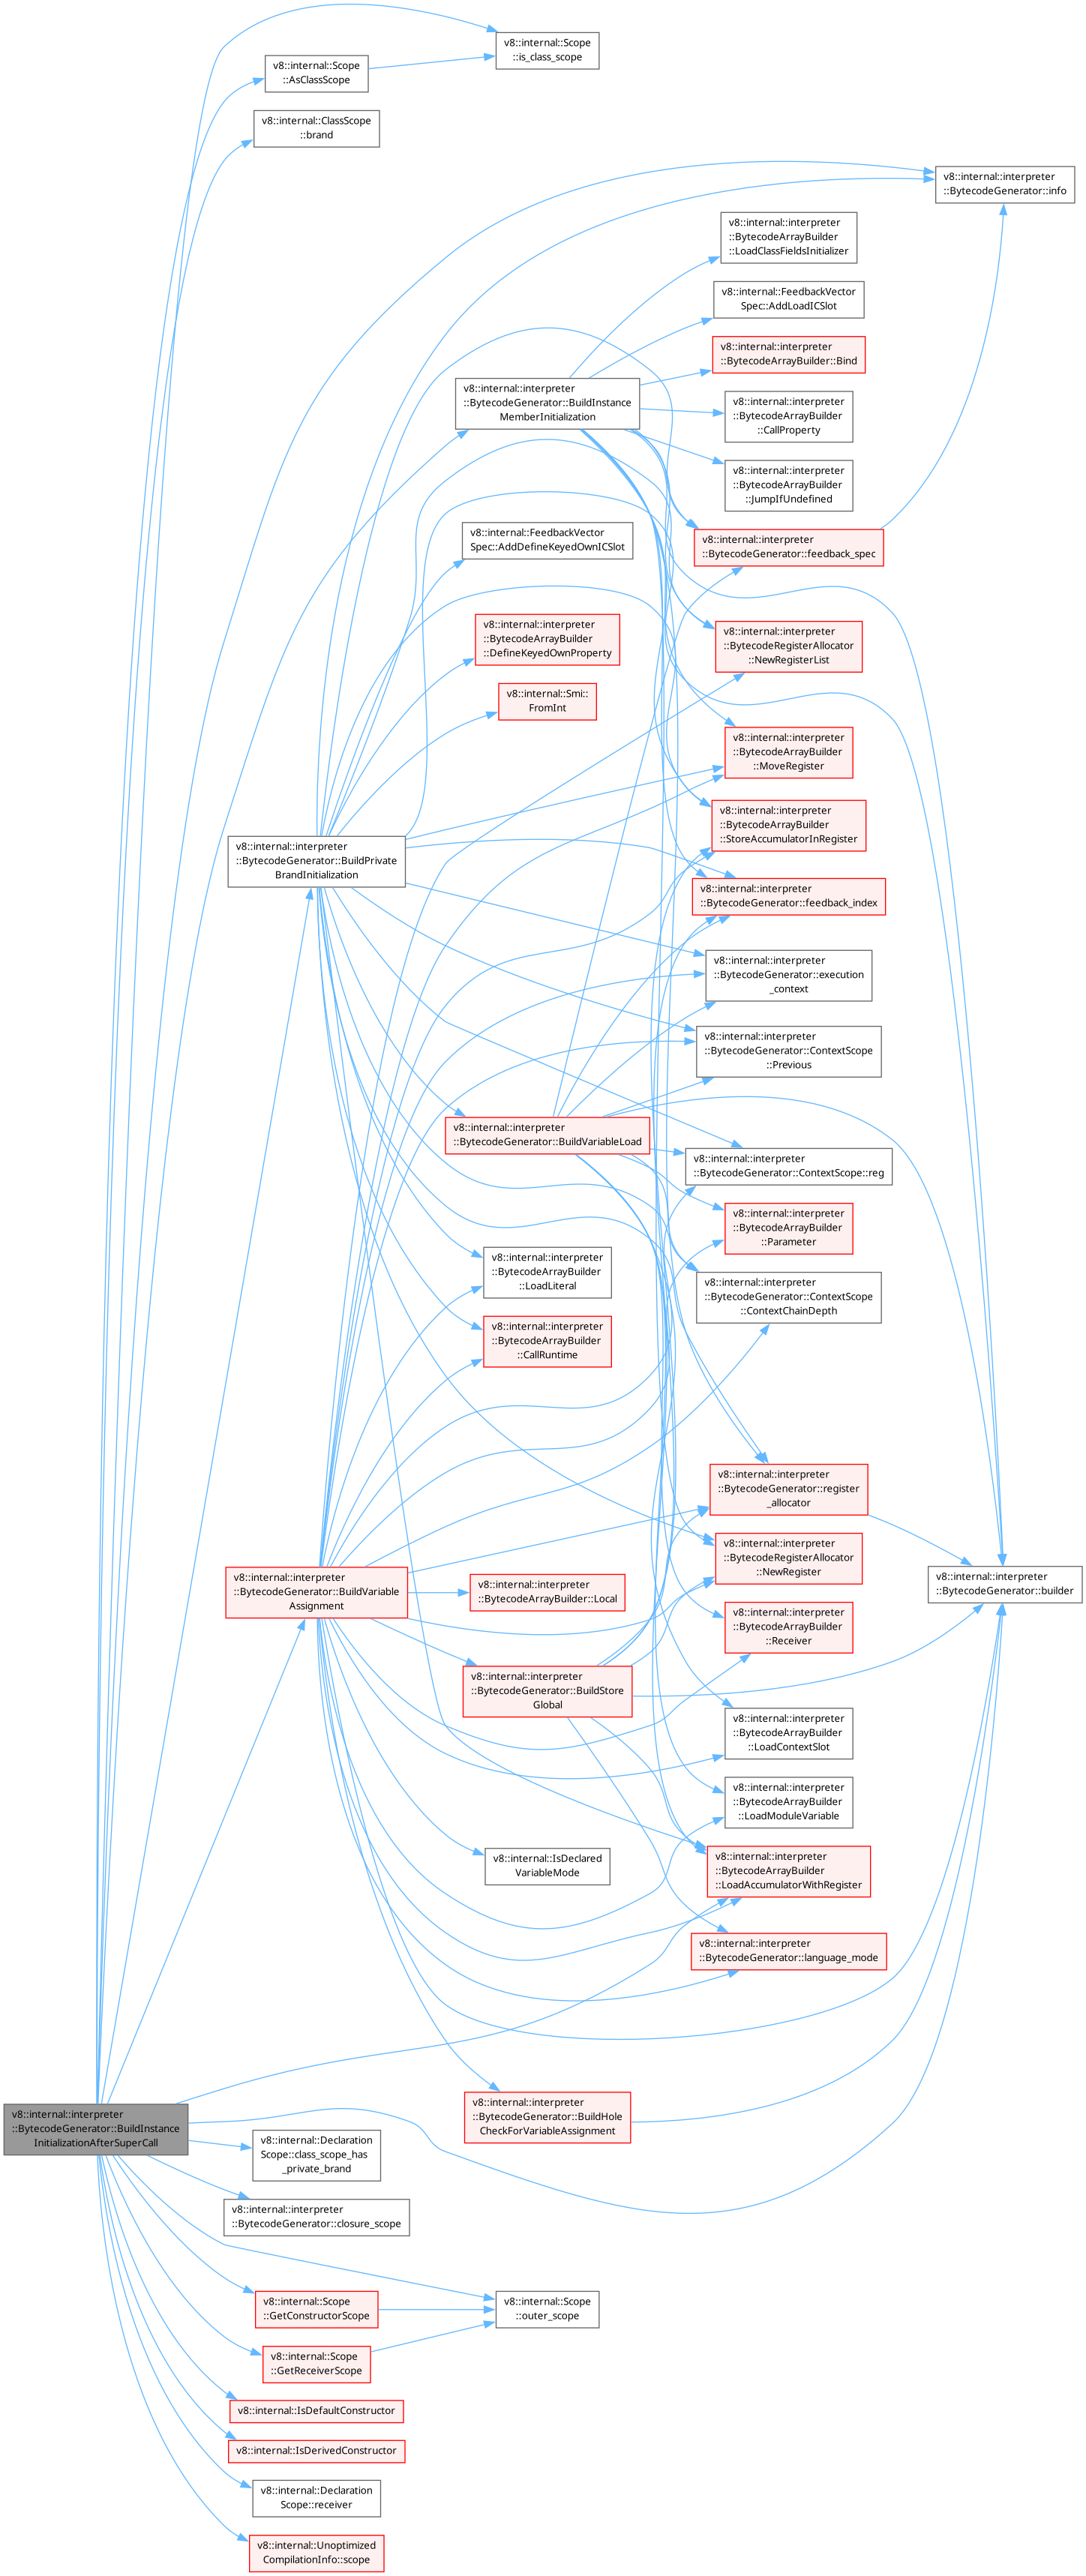 v8::internal::Scope
::is_class_scope
v8::internal::Scope
::AsClassScope
v8::internal::ClassScope
::brand
v8::internal::interpreter
::BytecodeGenerator::info
v8::internal::interpreter
::BytecodeArrayBuilder
::LoadClassFieldsInitializer
v8::internal::FeedbackVector
Spec::AddLoadICSlot
v8::internal::interpreter
::BytecodeArrayBuilder::Bind
v8::internal::interpreter
::BytecodeGenerator::BuildInstance
MemberInitialization
v8::internal::interpreter
::BytecodeArrayBuilder
::CallProperty
v8::internal::interpreter
::BytecodeArrayBuilder
::JumpIfUndefined
v8::internal::FeedbackVector
Spec::AddDefineKeyedOwnICSlot
v8::internal::interpreter
::BytecodeGenerator::feedback_spec
v8::internal::interpreter
::BytecodeArrayBuilder
::DefineKeyedOwnProperty
v8::internal::interpreter
::BytecodeRegisterAllocator
::NewRegisterList
v8::internal::Smi::
FromInt
v8::internal::interpreter
::BytecodeArrayBuilder
::MoveRegister
v8::internal::interpreter
::BytecodeArrayBuilder
::StoreAccumulatorInRegister
v8::internal::interpreter
::BytecodeGenerator::BuildPrivate
BrandInitialization
v8::internal::interpreter
::BytecodeGenerator::feedback_index
v8::internal::interpreter
::BytecodeGenerator::execution
_context
v8::internal::interpreter
::BytecodeGenerator::ContextScope
::Previous
v8::internal::interpreter
::BytecodeGenerator::BuildVariableLoad
v8::internal::interpreter
::BytecodeGenerator::ContextScope::reg
v8::internal::interpreter
::BytecodeArrayBuilder
::Parameter
v8::internal::interpreter
::BytecodeArrayBuilder
::LoadLiteral
v8::internal::interpreter
::BytecodeGenerator::ContextScope
::ContextChainDepth
v8::internal::interpreter
::BytecodeArrayBuilder
::CallRuntime
v8::internal::interpreter
::BytecodeGenerator::register
_allocator
v8::internal::interpreter
::BytecodeRegisterAllocator
::NewRegister
v8::internal::interpreter
::BytecodeGenerator::builder
v8::internal::interpreter
::BytecodeGenerator::BuildVariable
Assignment
v8::internal::interpreter
::BytecodeArrayBuilder::Local
v8::internal::interpreter
::BytecodeArrayBuilder
::Receiver
v8::internal::interpreter
::BytecodeGenerator::BuildStore
Global
v8::internal::interpreter
::BytecodeArrayBuilder
::LoadContextSlot
v8::internal::interpreter
::BytecodeArrayBuilder
::LoadModuleVariable
v8::internal::IsDeclared
VariableMode
v8::internal::interpreter
::BytecodeArrayBuilder
::LoadAccumulatorWithRegister
v8::internal::interpreter
::BytecodeGenerator::language_mode
v8::internal::interpreter
::BytecodeGenerator::BuildHole
CheckForVariableAssignment
v8::internal::interpreter
::BytecodeGenerator::BuildInstance
InitializationAfterSuperCall
v8::internal::Declaration
Scope::class_scope_has
_private_brand
v8::internal::interpreter
::BytecodeGenerator::closure_scope
v8::internal::Scope
::GetConstructorScope
v8::internal::Scope
::outer_scope
v8::internal::Scope
::GetReceiverScope
v8::internal::IsDefaultConstructor
v8::internal::IsDerivedConstructor
v8::internal::Declaration
Scope::receiver
v8::internal::Unoptimized
CompilationInfo::scope